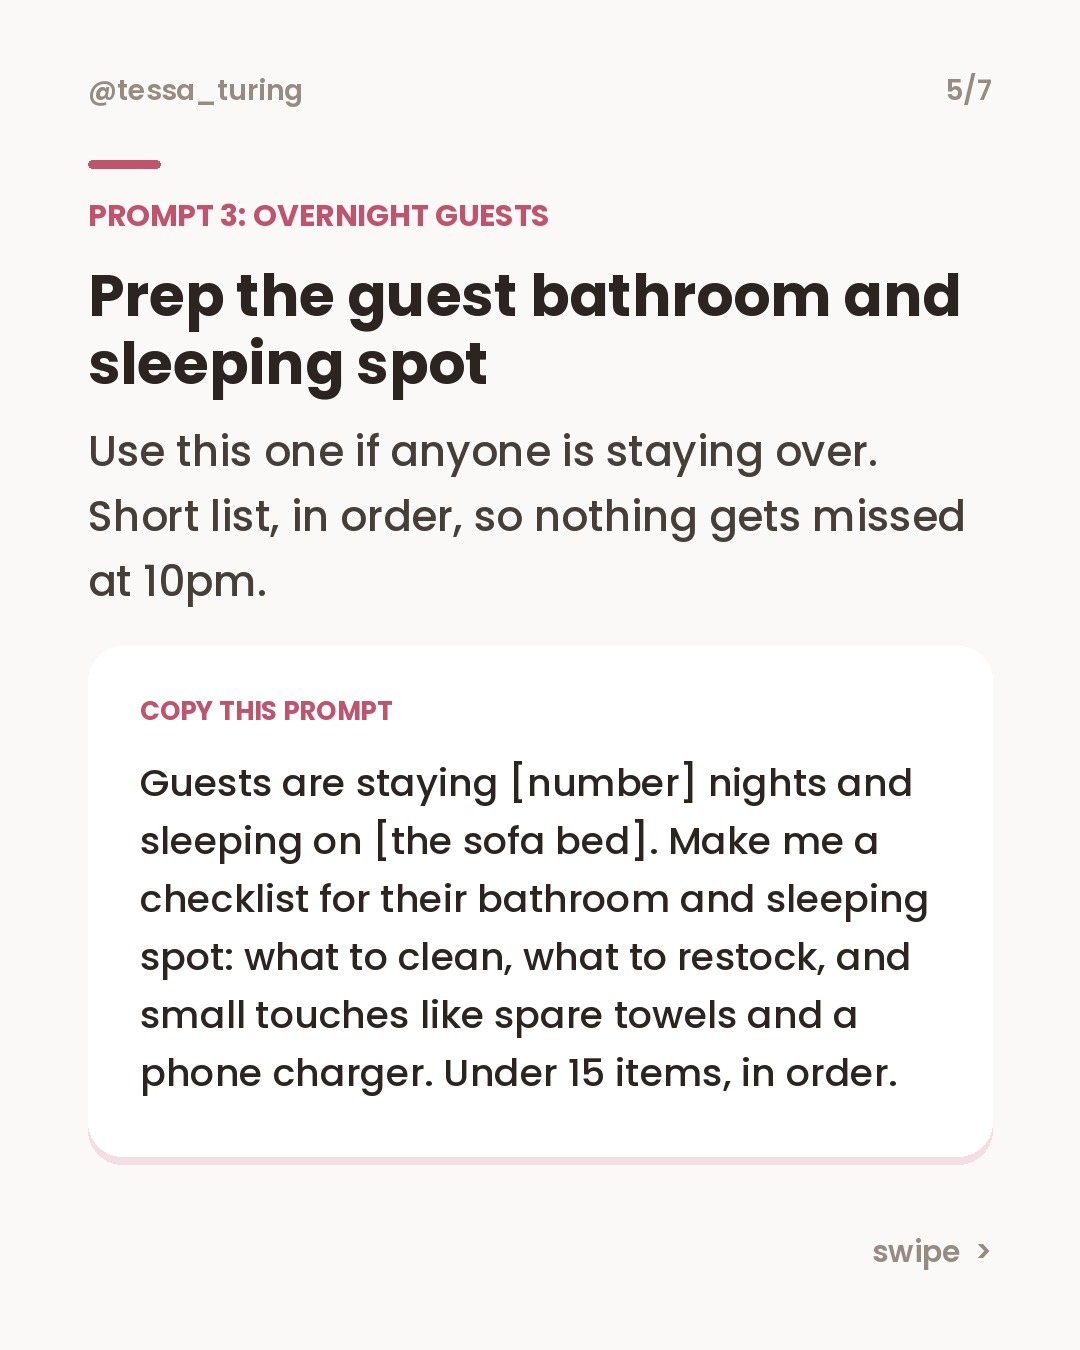 @tessa_turing
5/7
PROMPT 3: OVERNIGHT GUESTS
Prep the guest bathroom and
sleeping spot
Use this one if anyone is staying over.
Short list, in order, so nothing gets missed
at 10pm.
COPY THIS PROMPT
Guests are staying [number] nights and
sleeping on [the sofa bed]. Make me a
checklist for their bathroom and sleeping
spot: what to clean, what to restock, and
small touches like spare towels and a
phone charger. Under 15 items, in order.
swipe >